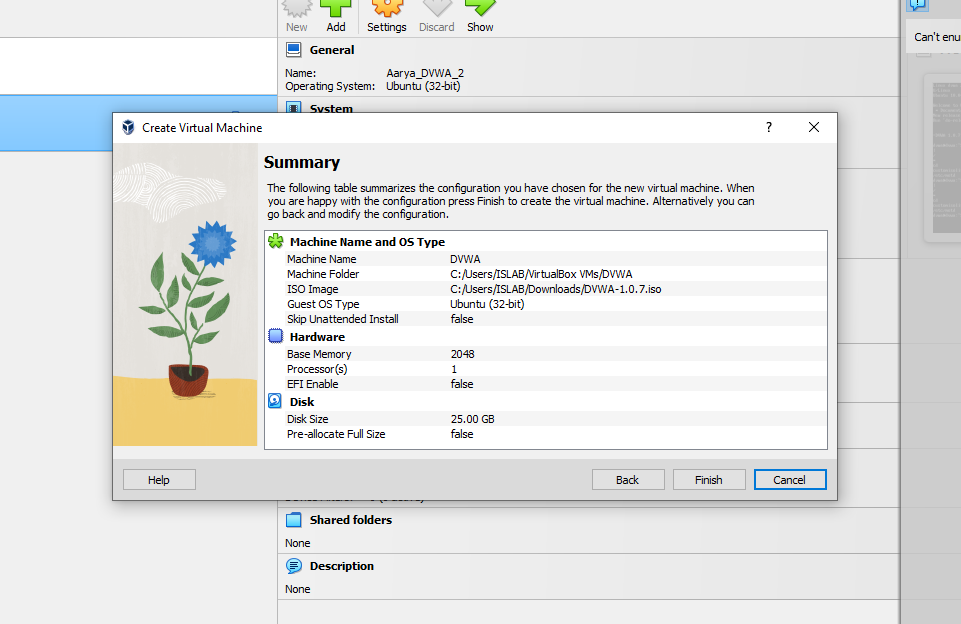 New Add Settings Discard Show
Can't enu
General
Name: Aarya_DVWA_2
Operating System: Ubuntu (32-bit)
System
Create Virtual Machine
?
Summary
The following table summarizes the configuration you have chosen for the new virtual machine. When
you are happy with the configuration press Finish to create the virtual machine. Alternatively you can
go back and modify the configuration.
Machine Name and OS Type
Machine Name DVWA
Machine Folder C:/Users/ISLAB/VirtualBox VMs/DVWA
ISO Image C:/Users/ISLAB/Downloads/DVWA-1.0.7.iso
Guest OS Type Ubuntu (32-bit)
Skip Unattended Install false
Hardware
Base Memory 2048
Processor(s) 1
EFI Enable false
Disk
Disk Size 25.00 GB
Pre-allocate Full Size false
Help Back Finish Cancel
Shared folders
None
Description
None